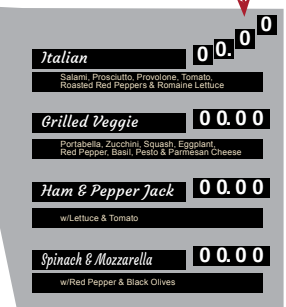 Italian 00.00
Salami, Prosciutto, Provolone, Tomato,
Roasted Red Peppers & Romaine Lettuce
Grilled Veggie 00.00
Portabella, Zucchini, Squash, Eggplant,
Red Pepper, Basil, Pesto & Parmesan Cheese
Ham & Pepper Jack 00.00
w/Lettuce & Tomato
Spinach & Mozzarella 00.00
w/Red Pepper & Black Olives